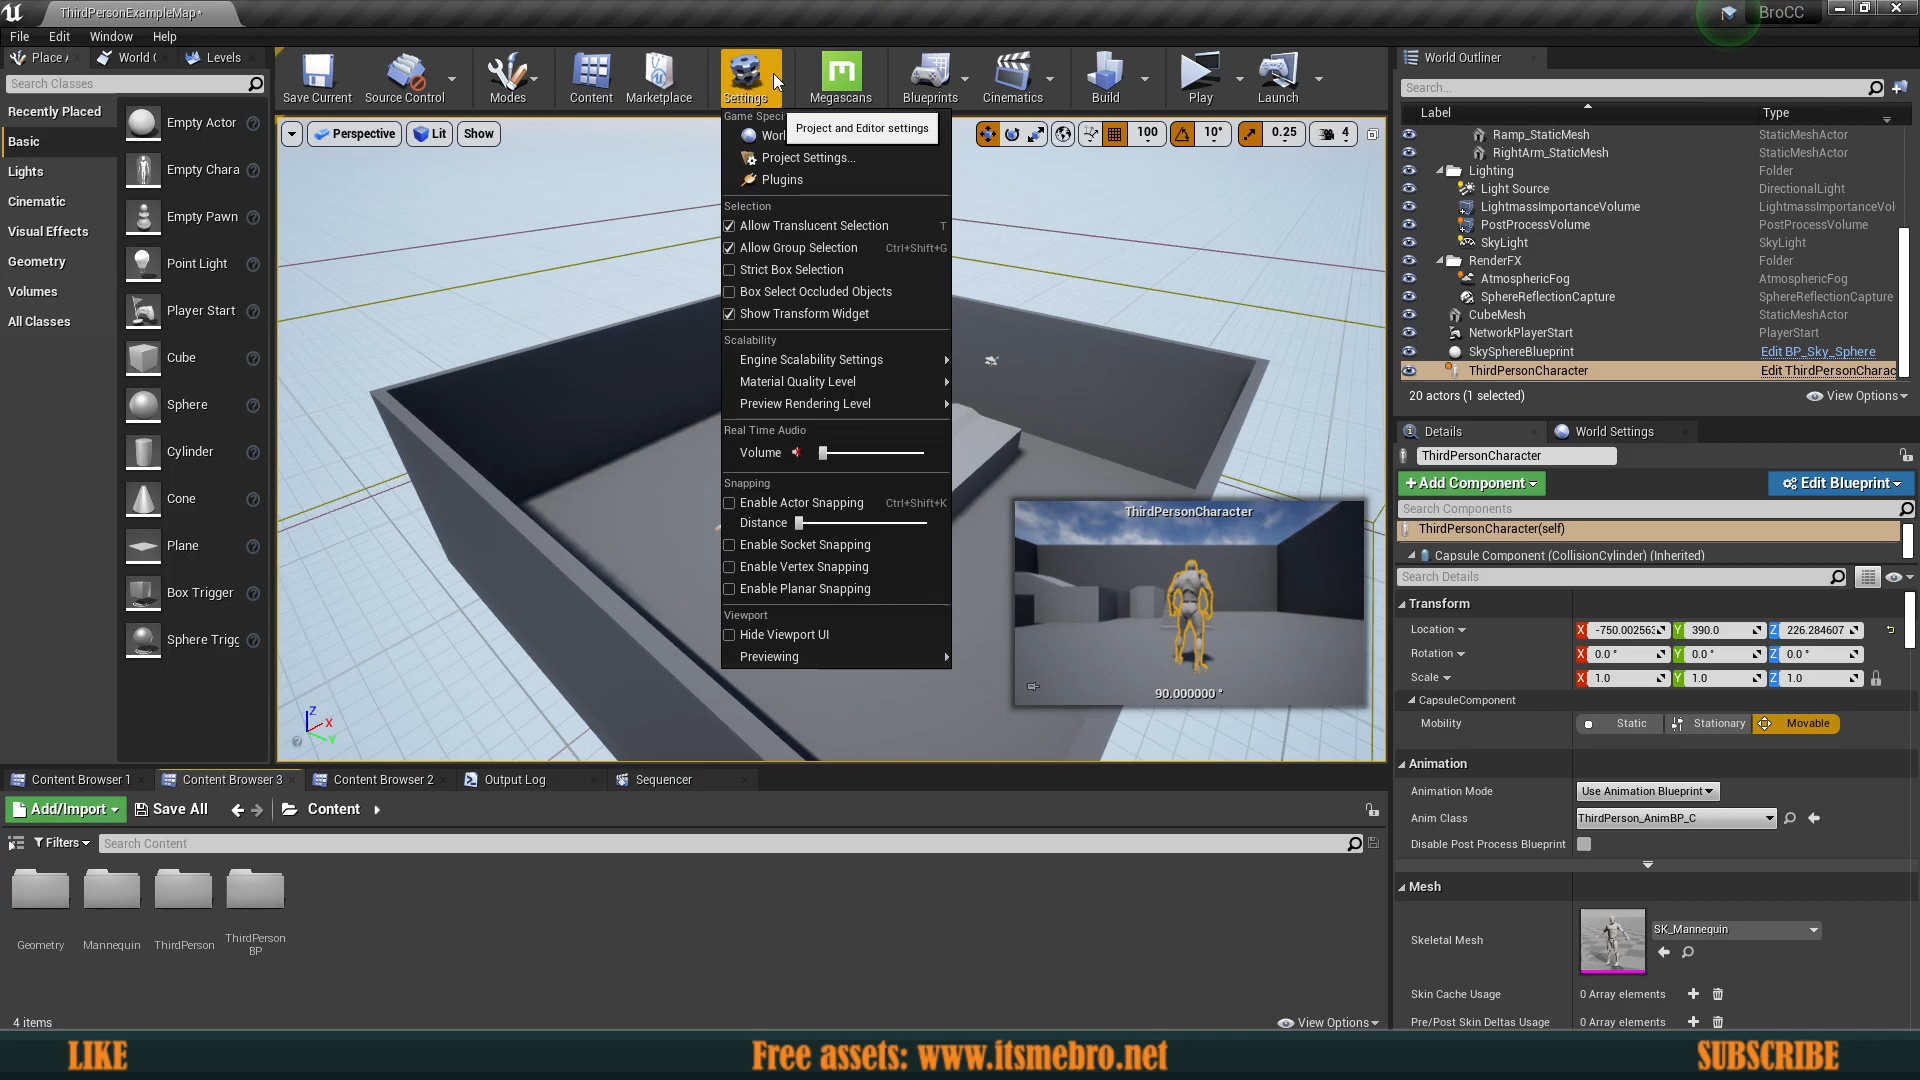 ThirdPersonExampleMap*
BroCC
File Edit Window Help
Levels
Search Classes
Recently Placed
Basic
Lights
Cinematic
Visual Effects
Geometry
Volumes
All Classes
Empty Actor
Empty Chara
Empty Pawn
Point Light
Player Start
Cube
Sphere
Cylinder
Cone
Plane
Box Trigger
Sphere Trigg
Save Current
Source Control
Modes
Content
Marketplace
Settings
Megascans
Blueprints
Cinematics
Build
Play
Launch
Perspective Lit Show
100 10° 0.25 4
Game Speci
Worl
Project and Editor settings
Project Settings...
Plugins
Selection
Allow Translucent Selection T
Allow Group Selection Ctrl+Shift+G
Strict Box Selection
Box Select Occluded Objects
Show Transform Widget
Scalability
Engine Scalability Settings
Material Quality Level
Preview Rendering Level
Real Time Audio
Volume
Snapping
Enable Actor Snapping Ctrl+Shift+K
Distance
Enable Socket Snapping
Enable Vertex Snapping
Enable Planar Snapping
Viewport
Hide Viewport UI
Previewing
ThirdPersonCharacter
90.000000 °
Z
X
Y
World Outliner
Search...
Label Type
Ramp_StaticMesh StaticMeshActor
RightArm_StaticMesh StaticMeshActor
Lighting Folder
Light Source DirectionalLight
LightmassImportanceVolume LightmassImportanceVol
PostProcessVolume PostProcessVolume
SkyLight SkyLight
RenderFX Folder
AtmosphericFog AtmosphericFog
SphereReflectionCapture SphereReflectionCapture
CubeMesh StaticMeshActor
NetworkPlayerStart PlayerStart
SkySphereBlueprint Edit BP_Sky_Sphere
ThirdPersonCharacter Edit ThirdPersonCharac
20 actors (1 selected) View Options
Details World Settings
ThirdPersonCharacter
+Add Component Edit Blueprint
Search Components
ThirdPersonCharacter(self)
Capsule Component (CollisionCylinder) (Inherited)
Search Details
Transform
Location X -750.002563 Y 390.0 Z 226.284607
Rotation X 0.0 ° Y 0.0 ° Z 0.0 °
Scale X 1.0 Y 1.0 Z 1.0
CapsuleComponent
Mobility Static Stationary Movable
Animation
Animation Mode Use Animation Blueprint
Anim Class ThirdPerson_AnimBP_C
Disable Post Process Blueprint
Mesh
Skeletal Mesh SK_Mannequin
Skin Cache Usage 0 Array elements
Pre/Post Skin Deltas Usage 0 Array elements
Content Browser 1 Content Browser 3 Content Browser 2 Output Log Sequencer
Add/Import Save All Content
Filters Search Content
Geometry
Mannequin
ThirdPerson
ThirdPerson
BP
4 items View Options
LIKE Free assets: www.itsmebro.net SUBSCRIBE